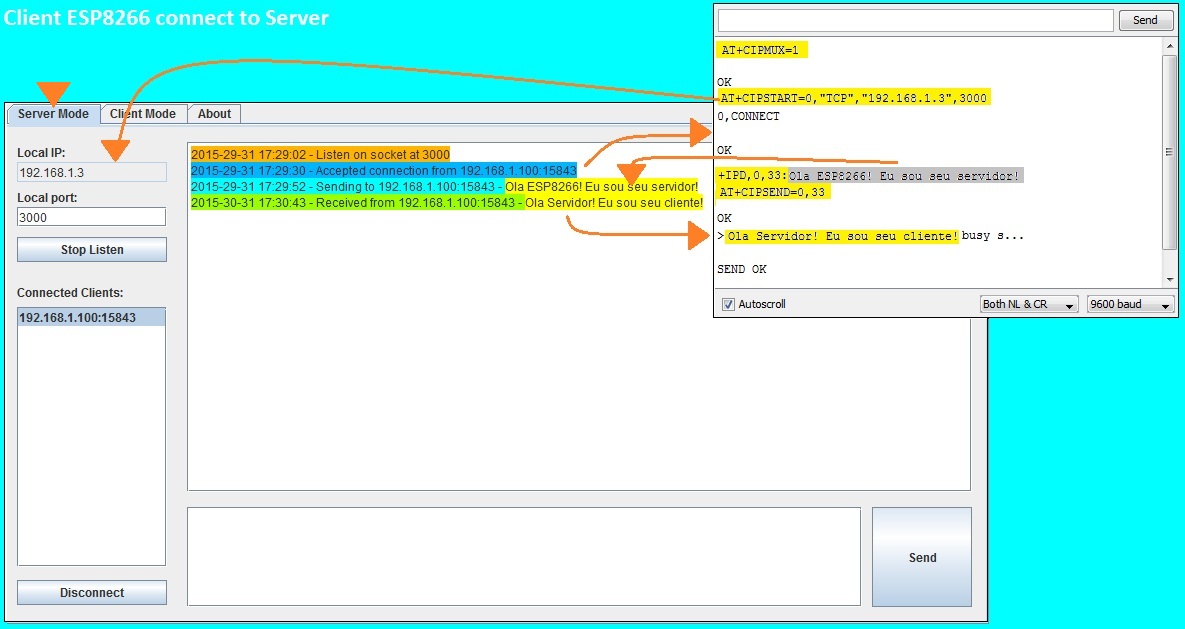 Client ESP8266 connect to Server
Server Mode
Client Mode
About
Local IP:
192.168.1.3
Local port:
3000
Stop Listen
Connected Clients:
192.168.1.100:15843
Disconnect
2015-29-31 17:29:02 - Listen on socket at 3000
2015-29-31 17:29:30 - Accepted connection from 192.168.1.100:15843
2015-29-31 17:29:52 - Sending to 192.168.1.100:15843 - Ola ESP8266! Eu sou seu servidor!
2015-30-31 17:30:43 - Received from 192.168.1.100:15843 - Ola Servidor! Eu sou seu cliente!
Send
Send
AT+CIPMUX=1
OK
AT+CIPSTART=0,"TCP","192.168.1.3",3000
0,CONNECT
OK
+IPD,0,33:Ola ESP8266! Eu sou seu servidor!
AT+CIPSEND=0,33
OK
>Ola Servidor! Eu sou seu cliente! busy s...
SEND OK
Autoscroll
Both NL & CR
9600 baud